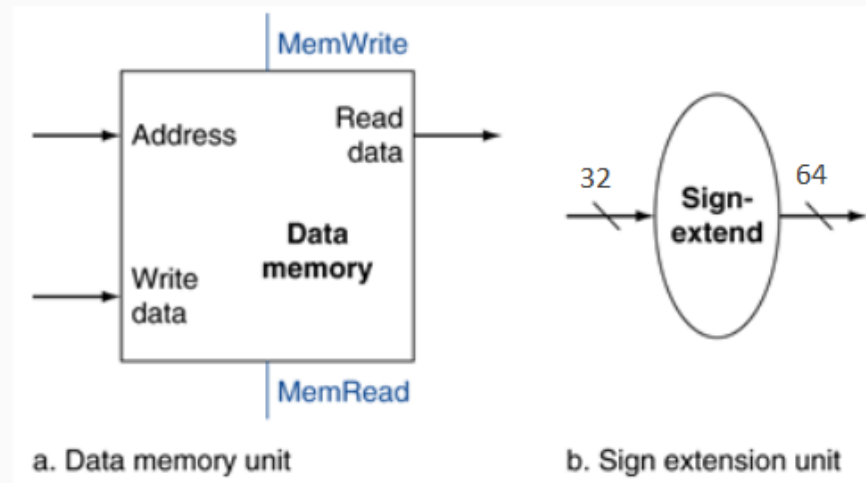 MemWrite
Address
Read
data
Data
memory
Write
data
MemRead
a. Data memory unit
32
Sign-
extend
64
b. Sign extension unit